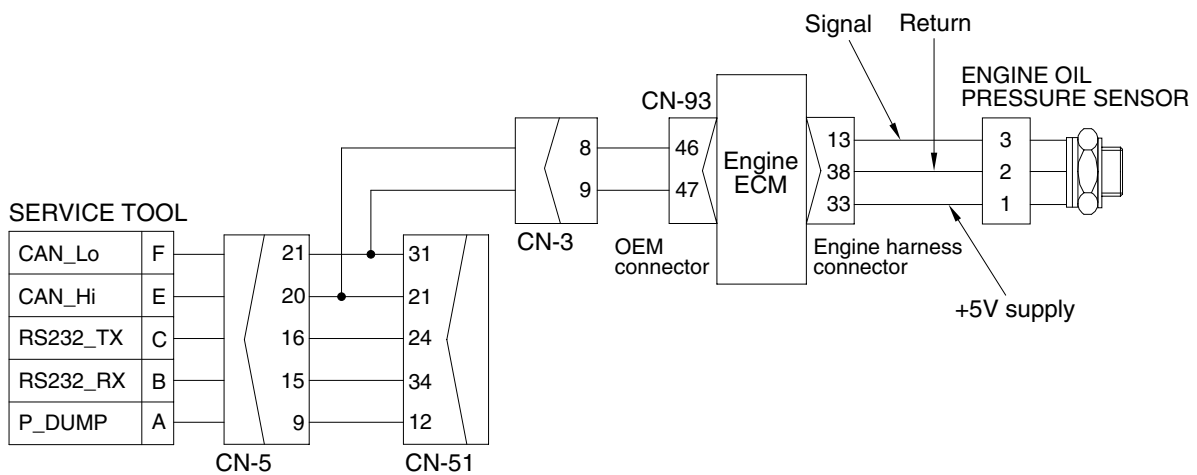 Signal Return
ENGINE OIL
PRESSURE SENSOR
CN-93
8 46 Engine ECM 13 3
9 47 38 2
33 1
CN-3
OEM connector
Engine harness connector
+5V supply
SERVICE TOOL
CAN_Lo F 21 31
CAN_Hi E 20 21
RS232_TX C 16 24
RS232_RX B 15 34
P_DUMP A 9 12
CN-5 CN-51